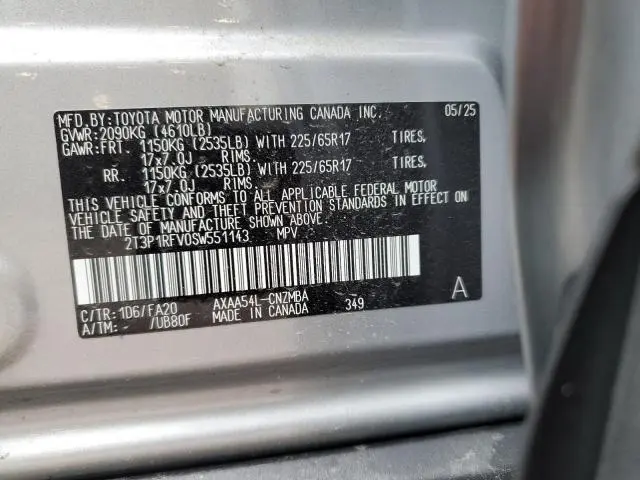 MFD.BY:TOYOTA MOTOR MANUFACTURING CANADA INC. 05/25
GVWR:2090KG (4610LB)
GAWR:FRT. 1150KG (2535LB) WITH 225/65R17 TIRES,
17x7.0J RIMS.
RR. 1150KG (2535LB) WITH 225/65R17 TIRES,
17x7.0J RIMS.
THIS VEHICLE CONFORMS TO ALL APPLICABLE FEDERAL MOTOR
VEHICLE SAFETY AND THEFT PREVENTION STANDARDS IN EFFECT ON
THE DATE OF MANUFACTURE SHOWN ABOVE.
2T3P1RFV0SW551143 MPV
C/TR:1D6/FA20 AXAA54L-CNZMBA A
A/TM:- /UB80F MADE IN CANADA 349